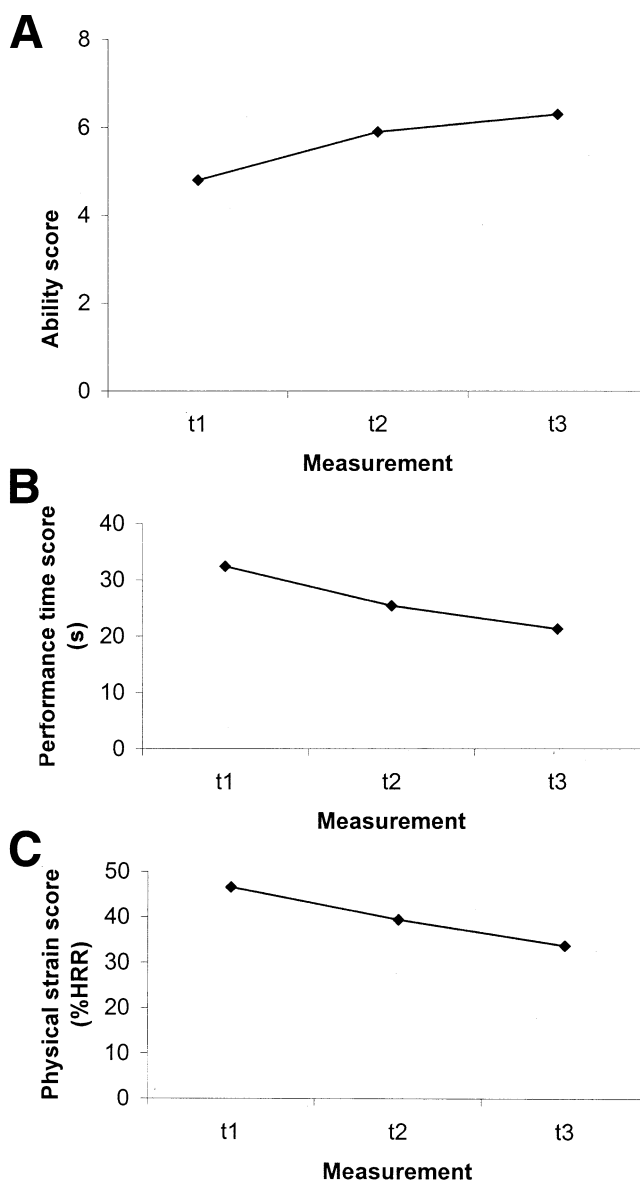 A
8
6
4
2
0
Ability score
t1 t2 t3
Measurement
B
40
30
20
10
0
Performance time score
(s)
t1 t2 t3
Measurement
C
50
40
30
20
10
0
Physical strain score
(%HRR)
t1 t2 t3
Measurement